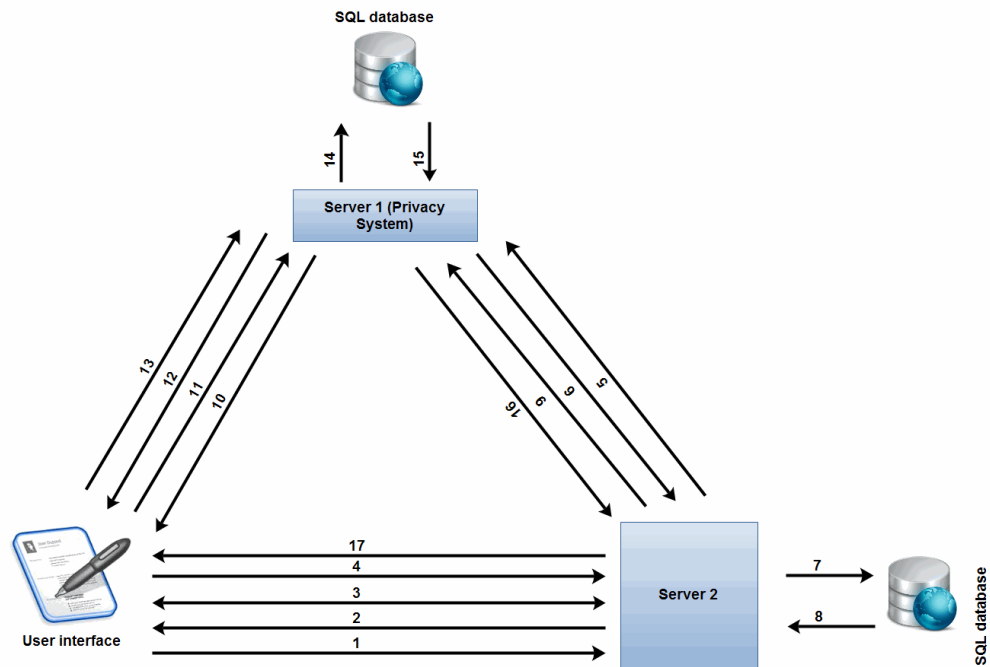 SQL database
14
15
Server 1 (Privacy
System)
13
12
11
10
16
9
6
5
17
4
3
2
1
Server 2
7
8
SQL database
User interface